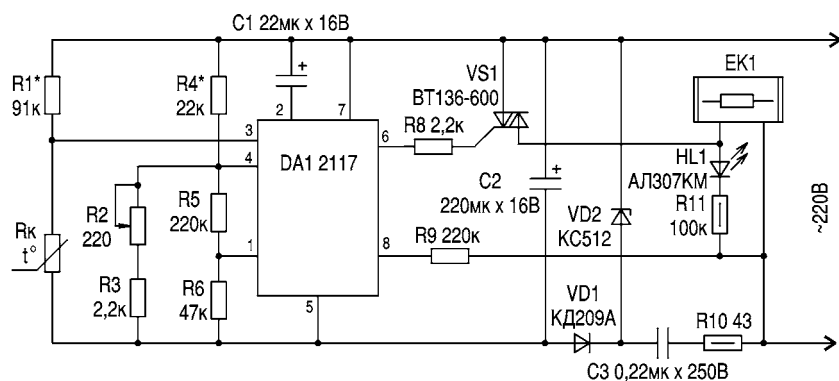 C1 22мк х 16В
R1*
91к
R4*
22к
2
7
VS1
ВТ136-600
EK1
3
4
6
R8 2,2к
DA1 2117
HL1
АЛ307КМ
R5
220к
R2
220
C2
220мк х 16В
R11
100к
~220В
Rк
t°
1
8
R9 220к
VD2
КС512
R3
2,2к
R6
47к
5
VD1
КД209А
R10 43
C3 0,22мк х 250В